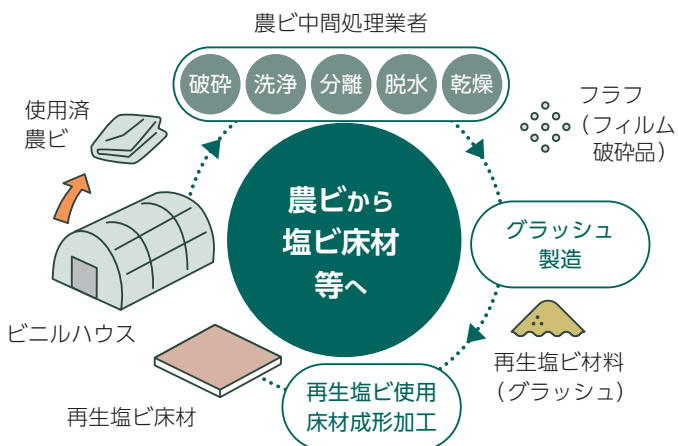 農ビ中間処理業者
破砕
洗浄
分離
脱水
乾燥
使用済
農ビ
フラフ
（フィルム
破砕品）
農ビから
塩ビ床材
等へ
グラッシュ
製造
ビニルハウス
再生塩ビ材料
（グラッシュ）
再生塩ビ使用
床材成形加工
再生塩ビ床材